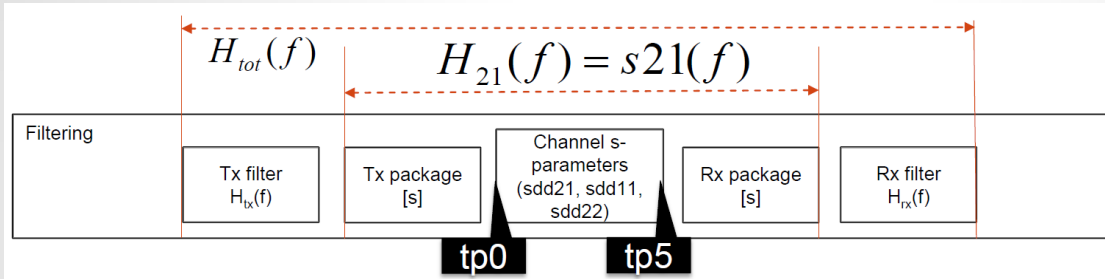 H_tot(f)
H_21(f) = s21(f)
Filtering
Tx filter
H_tx(f)
Tx package
[s]
Channel s-
parameters
(sdd21, sdd11,
sdd22)
Rx package
[s]
Rx filter
H_rx(f)
tp0
tp5